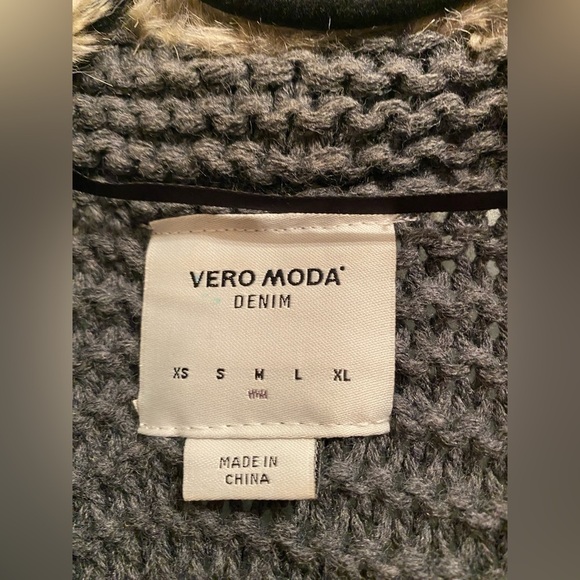 VERO MODA
DENIM
XS S M L XL
MADE IN
CHINA